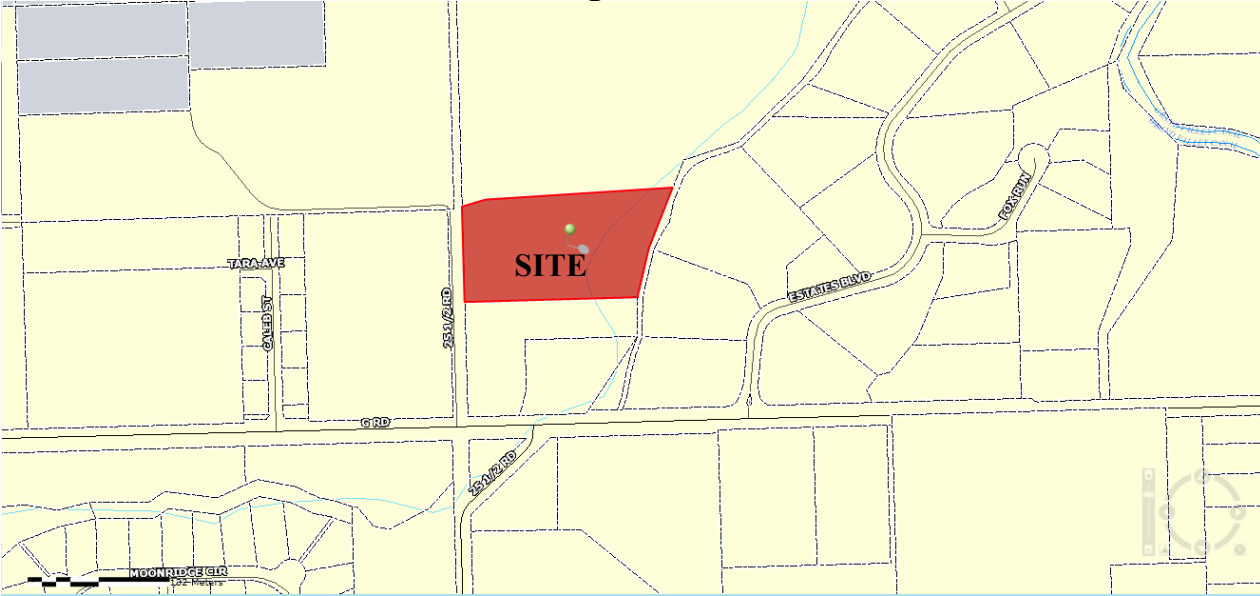 FOX RUN
SITE
TARA AVE
ESTATES BLVD
CALEB ST
25 1/2 RD
G RD
25 1/2 RD
MOONRIDGE CIR
Meters